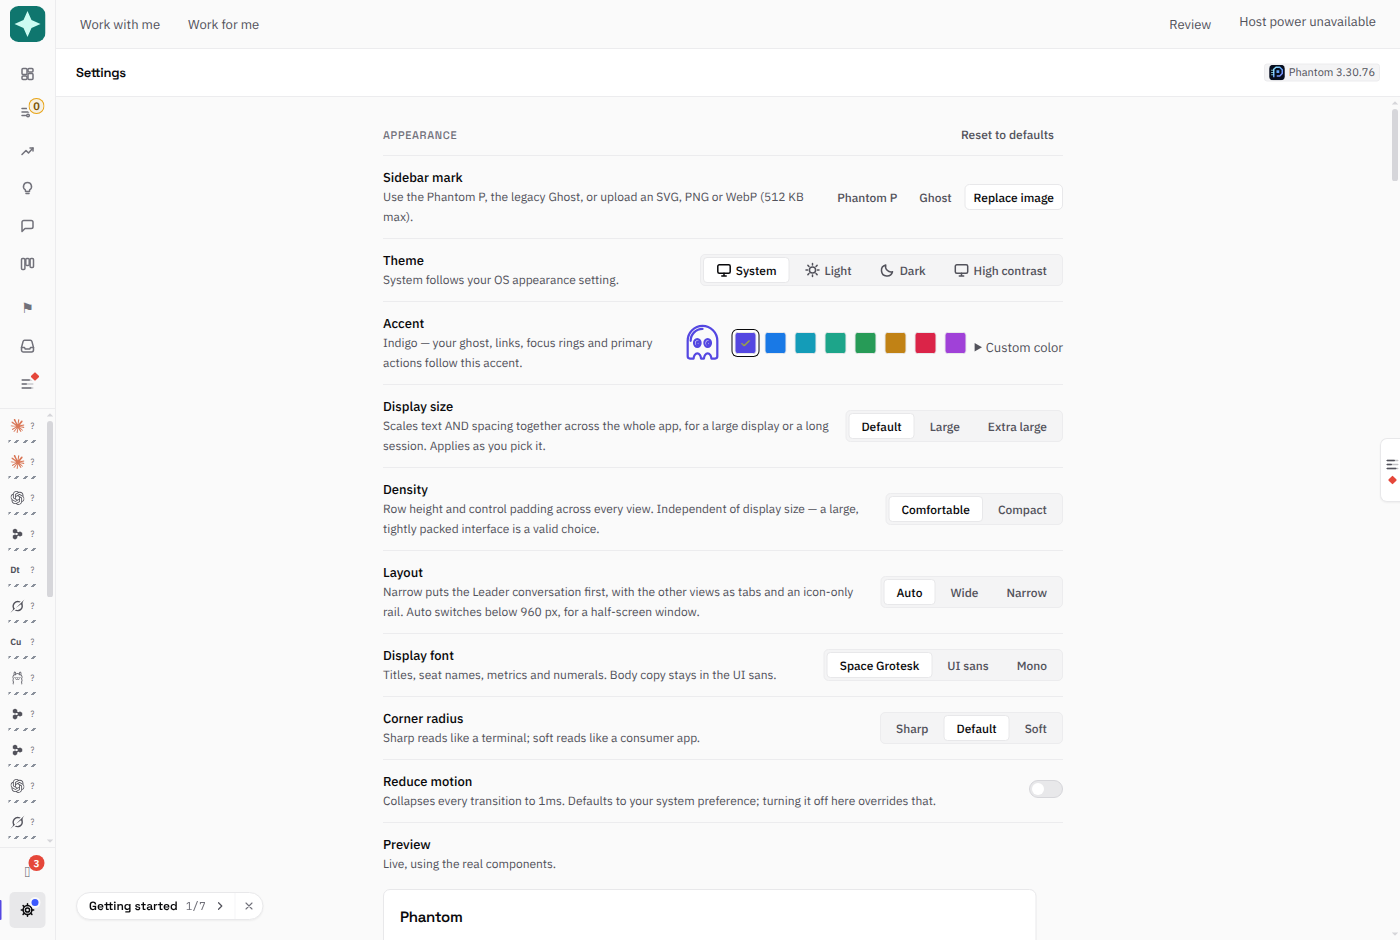 Work with me
Work for me
Review
Host power unavailable
Settings
Phantom 3.30.76
0
APPEARANCE
Reset to defaults
Sidebar mark
Use the Phantom P, the legacy Ghost, or upload an SVG, PNG or WebP (512 KB
max).
Phantom P
Ghost
Replace image
Theme
System follows your OS appearance setting.
System
Light
Dark
High contrast
Accent
Indigo — your ghost, links, focus rings and primary
actions follow this accent.
Custom color
Display size
Scales text AND spacing together across the whole app, for a large display or a long
session. Applies as you pick it.
Default
Large
Extra large
Density
Row height and control padding across every view. Independent of display size — a large,
tightly packed interface is a valid choice.
Comfortable
Compact
Layout
Narrow puts the Leader conversation first, with the other views as tabs and an icon-only
rail. Auto switches below 960 px, for a half-screen window.
Auto
Wide
Narrow
Display font
Titles, seat names, metrics and numerals. Body copy stays in the UI sans.
Space Grotesk
UI sans
Mono
Corner radius
Sharp reads like a terminal; soft reads like a consumer app.
Sharp
Default
Soft
Reduce motion
Collapses every transition to 1ms. Defaults to your system preference; turning it off here overrides that.
Preview
Live, using the real components.
Phantom
?
?
?
?
Dt ?
?
Cu ?
?
?
?
?
?
3
Getting started 1/7